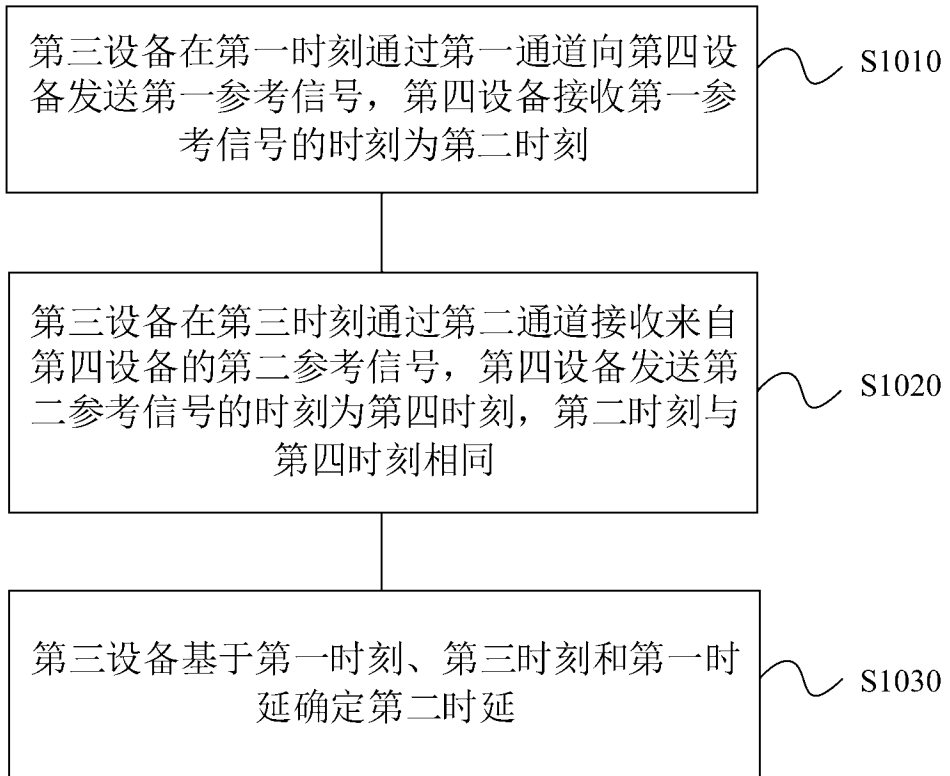 第三设备在第一时刻通过第一通道向第四设
备发送第一参考信号，第四设备接收第一参
考信号的时刻为第二时刻
S1010
第三设备在第三时刻通过第二通道接收来自
第四设备的第二参考信号，第四设备发送第
二参考信号的时刻为第四时刻，第二时刻与
第四时刻相同
S1020
第三设备基于第一时刻、第三时刻和第一时
延确定第二时延
S1030